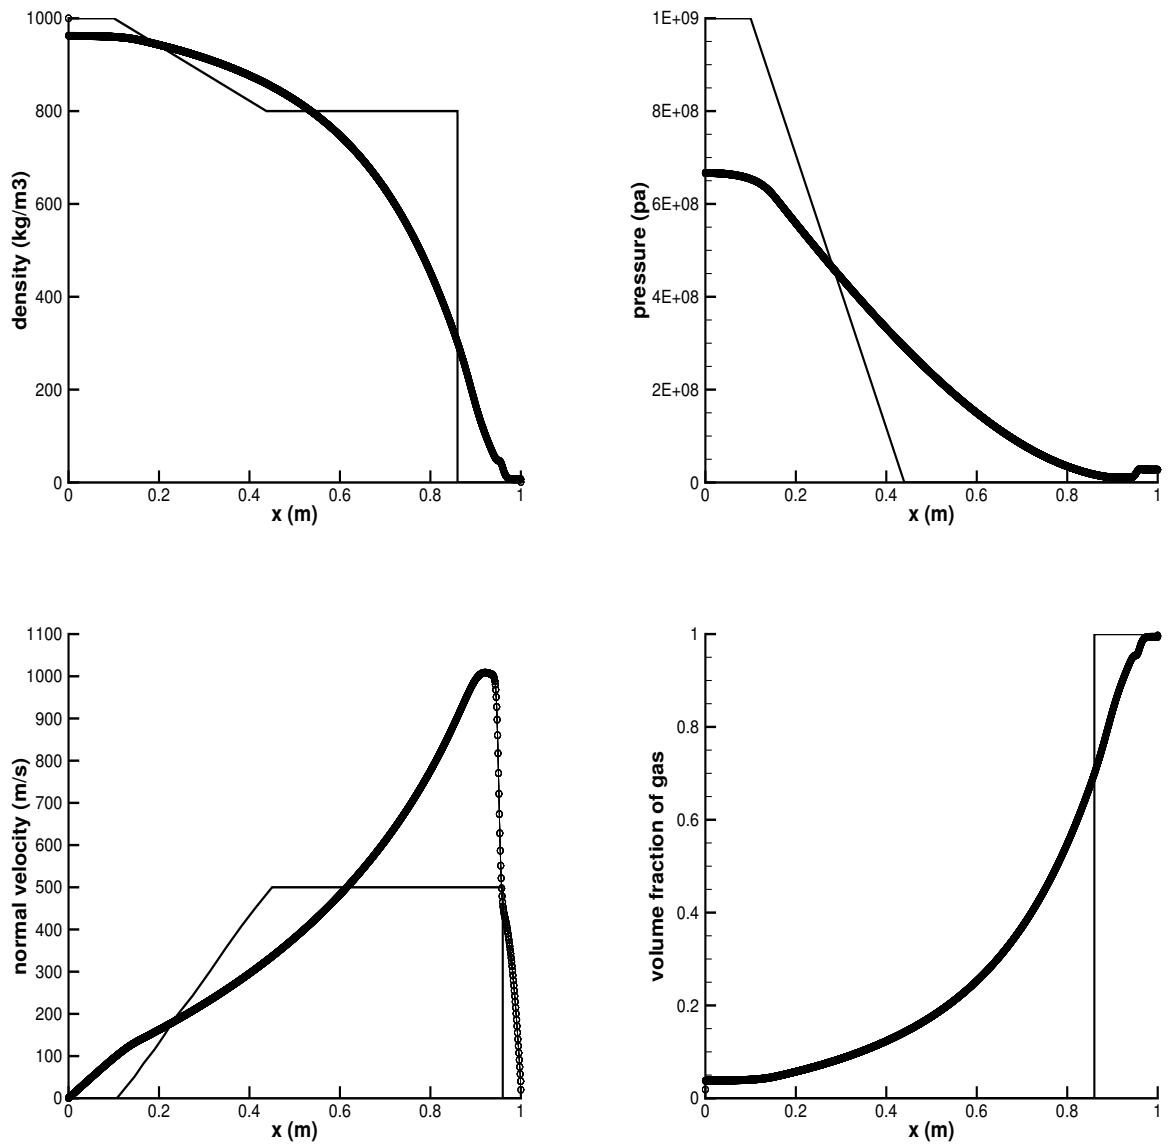 1000
800
600
400
200
0
density (kg/m3)
0 0.2 0.4 0.6 0.8 1
x (m)
1E+09
8E+08
6E+08
4E+08
2E+08
0
pressure (pa)
0 0.2 0.4 0.6 0.8 1
x (m)
1100
1000
900
800
700
600
500
400
300
200
100
0
normal velocity (m/s)
0 0.2 0.4 0.6 0.8 1
x (m)
1
0.8
0.6
0.4
0.2
0
volume fraction of gas
0 0.2 0.4 0.6 0.8 1
x (m)